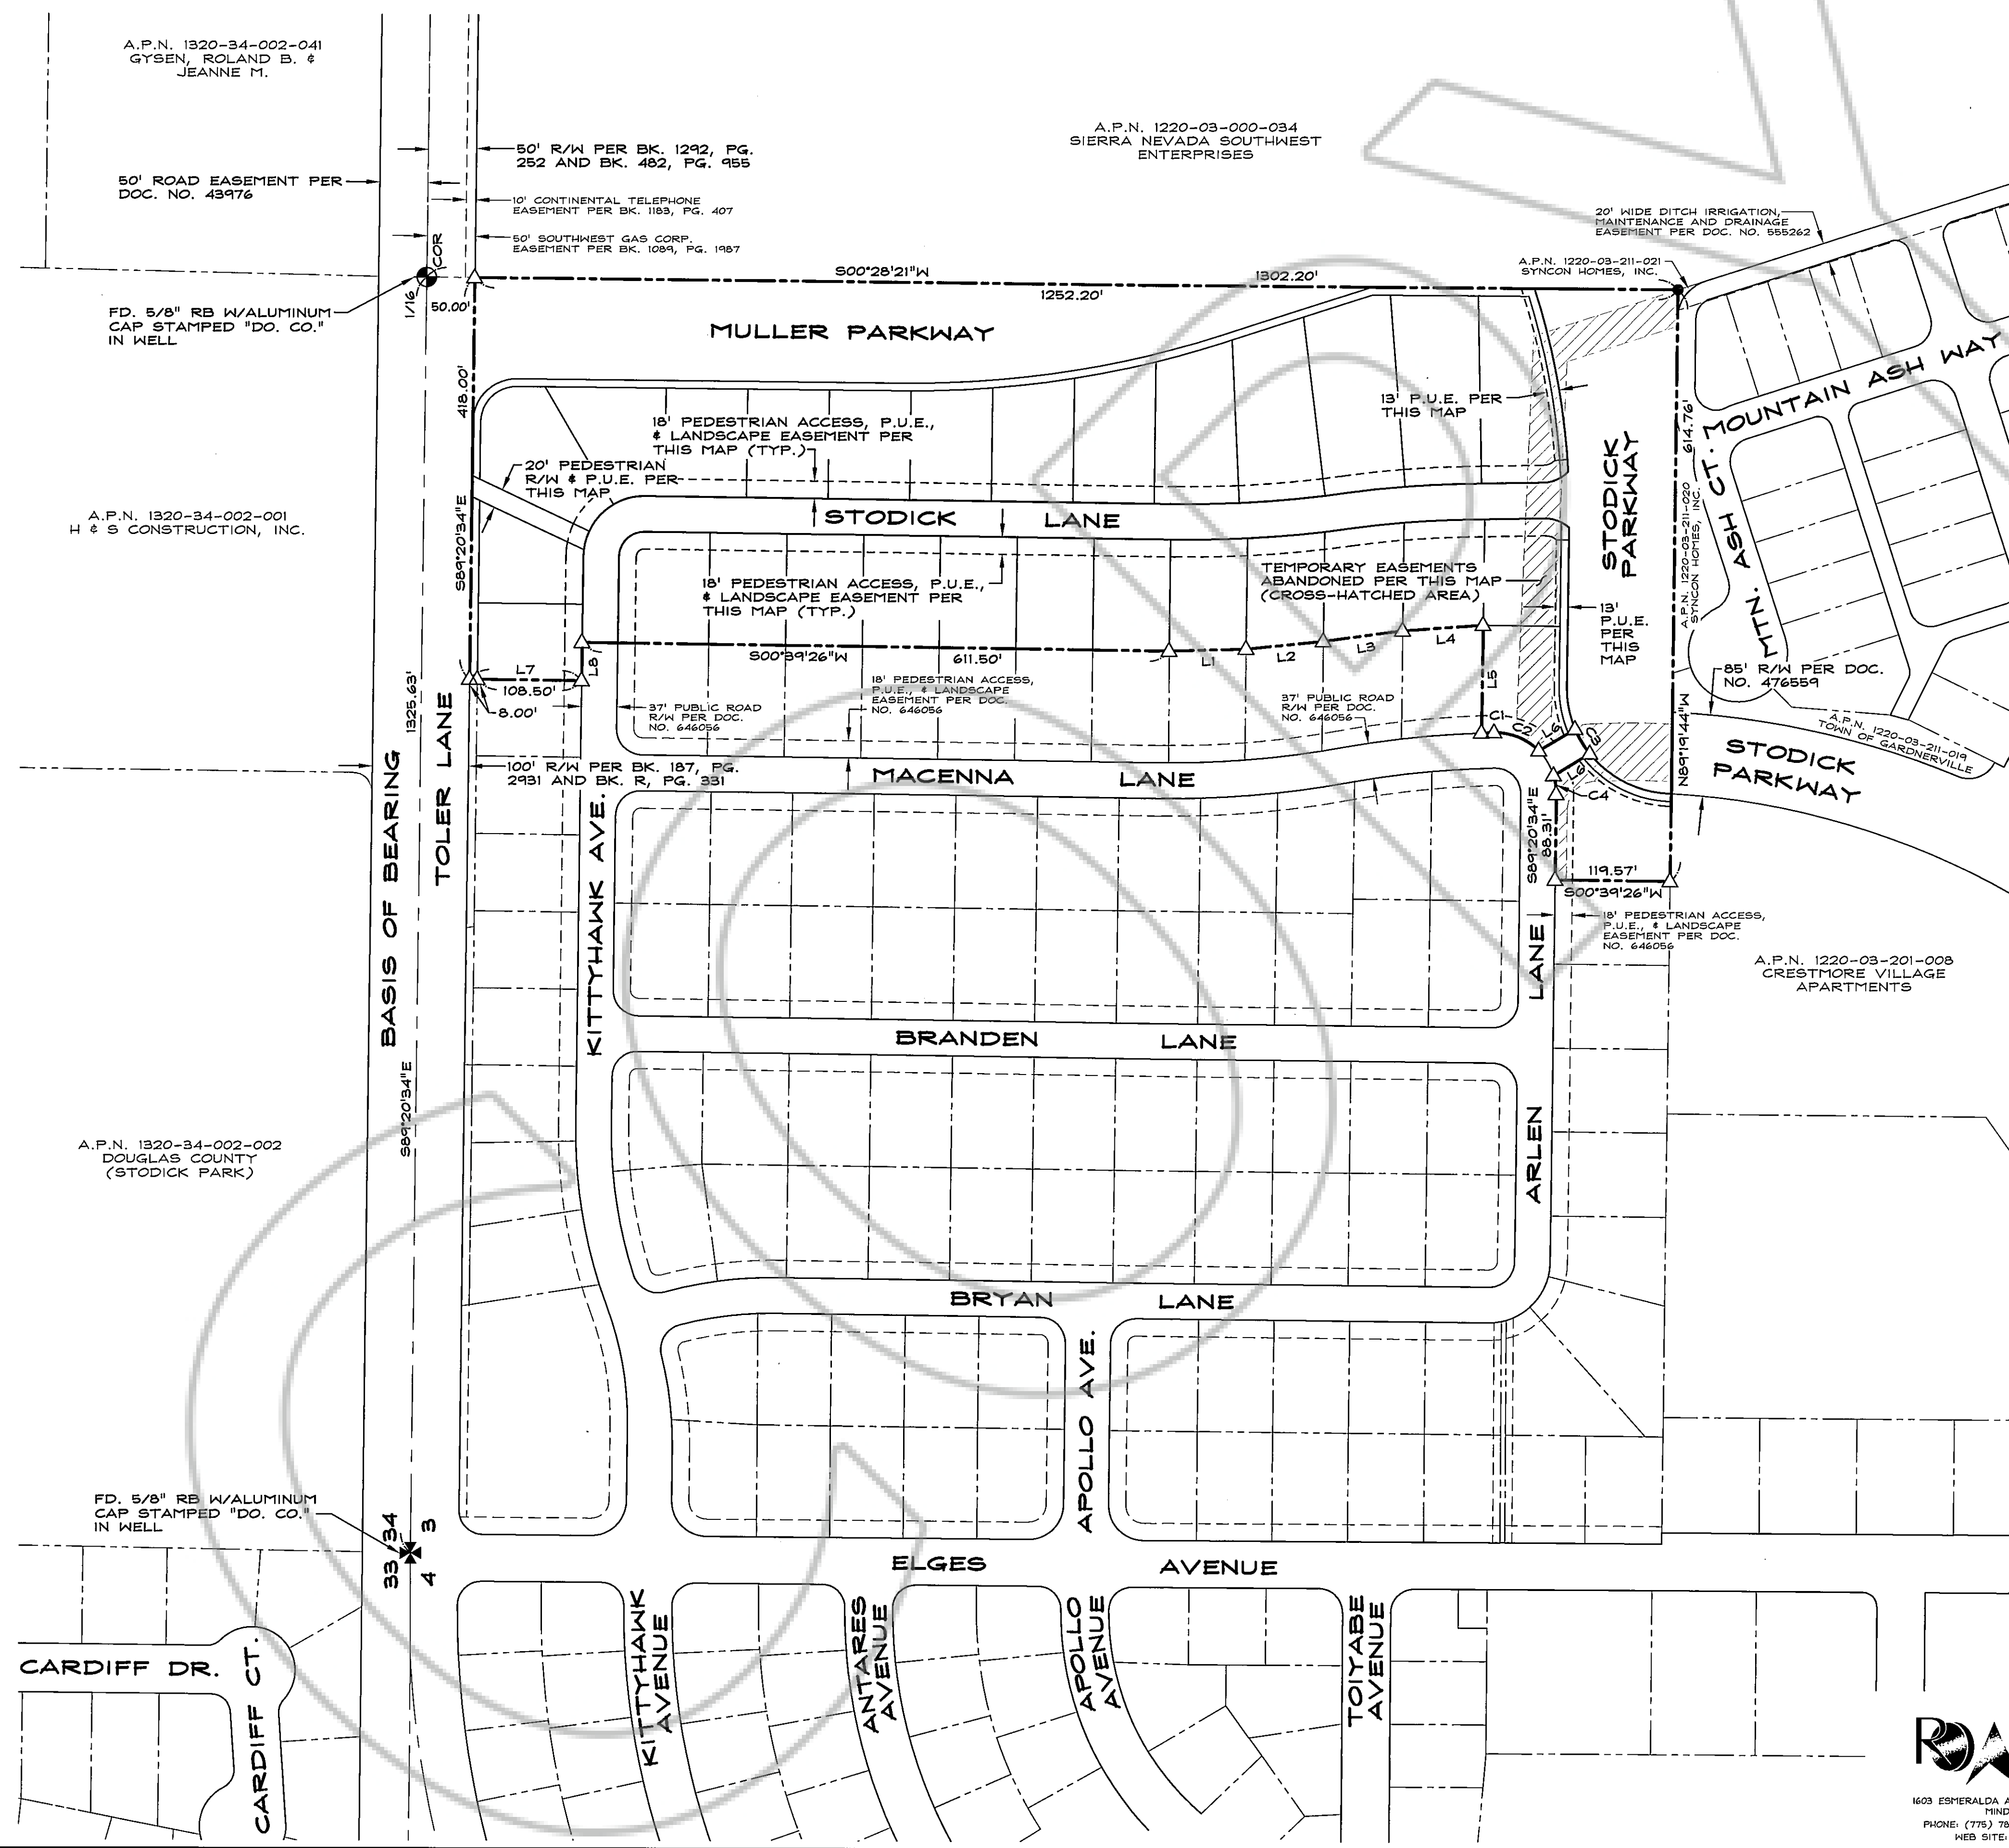 A.P.N. 1320-34-002-041
GYSEN, ROLAND B. &
JEANNE M.
A.P.N. 1220-03-000-034
SIERRA NEVADA SOUTHWEST
ENTERPRISES
50' R/W PER BK. 1292, PG.
252 AND BK. 482, PG. 955
50' ROAD EASEMENT PER
DOC. NO. 43976
10' CONTINENTAL TELEPHONE
EASEMENT PER BK. 1183, PG. 407
50' SOUTHWEST GAS CORP.
EASEMENT PER BK. 1089, PG. 1987
20' WIDE DITCH IRRIGATION,
MAINTENANCE AND DRAINAGE
EASEMENT PER DOC. NO. 555262
A.P.N. 1220-03-211-021
SYNCON HOMES, INC.
COR
1/16
50.00'
S00°28'21"W
1302.20'
1252.20'
FD. 5/8" RB W/ALUMINUM
CAP STAMPED "DO. CO."
IN WELL
MULLER PARKWAY
MOUNTAIN ASH WAY
418.00'
S89°20'34"E
13' P.U.E. PER
THIS MAP
18' PEDESTRIAN ACCESS, P.U.E.,
& LANDSCAPE EASEMENT PER
THIS MAP (TYP.)
20' PEDESTRIAN
R/W & P.U.E. PER
THIS MAP
614.76'
STODICK
PARKWAY
A.P.N. 1220-03-211-020
SYNCON HOMES, INC.
MTN. ASH CT.
A.P.N. 1320-34-002-001
H & S CONSTRUCTION, INC.
STODICK LANE
18' PEDESTRIAN ACCESS, P.U.E.,
& LANDSCAPE EASEMENT PER
THIS MAP (TYP.)
TEMPORARY EASEMENTS
ABANDONED PER THIS MAP
(CROSS-HATCHED AREA)
13'
P.U.E.
PER
THIS
MAP
S00°39'26"W
611.50'
L1
L2
L3
L4
L5
L7
L8
108.50'
8.00'
1325.63'
18' PEDESTRIAN ACCESS,
P.U.E., & LANDSCAPE
EASEMENT PER DOC.
NO. 646056
37' PUBLIC ROAD
R/W PER DOC.
NO. 646056
37' PUBLIC ROAD
R/W PER DOC.
NO. 646056
85' R/W PER DOC.
NO. 476559
C1
C2
L6
C3
L6
C4
N89°19'44"W
A.P.N. 1220-03-211-019
TOWN OF GARDNERVILLE
STODICK
PARKWAY
100' R/W PER BK. 187, PG.
2931 AND BK. R, PG. 331
MACENNA LANE
TOLER LANE
BASIS OF BEARING
S89°20'34"E
KITTYHAWK AVE.
S89°20'34"E
88.31'
119.57'
S00°39'26"W
18' PEDESTRIAN ACCESS,
P.U.E., & LANDSCAPE
EASEMENT PER DOC.
NO. 646056
A.P.N. 1220-03-201-008
CRESTMORE VILLAGE
APARTMENTS
BRANDEN LANE
ARLEN LANE
A.P.N. 1320-34-002-002
DOUGLAS COUNTY
(STODICK PARK)
BRYAN LANE
APOLLO AVE.
FD. 5/8" RB W/ALUMINUM
CAP STAMPED "DO. CO."
IN WELL
34
3
33
4
ELGES AVENUE
KITTYHAWK
AVENUE
ANTARES
AVENUE
APOLLO
AVENUE
TOIYABE
AVENUE
CARDIFF DR.
CARDIFF CT.
COPY
1603 ESMERALDA A
MIND
PHONE: (775) 78
WEB SITE: